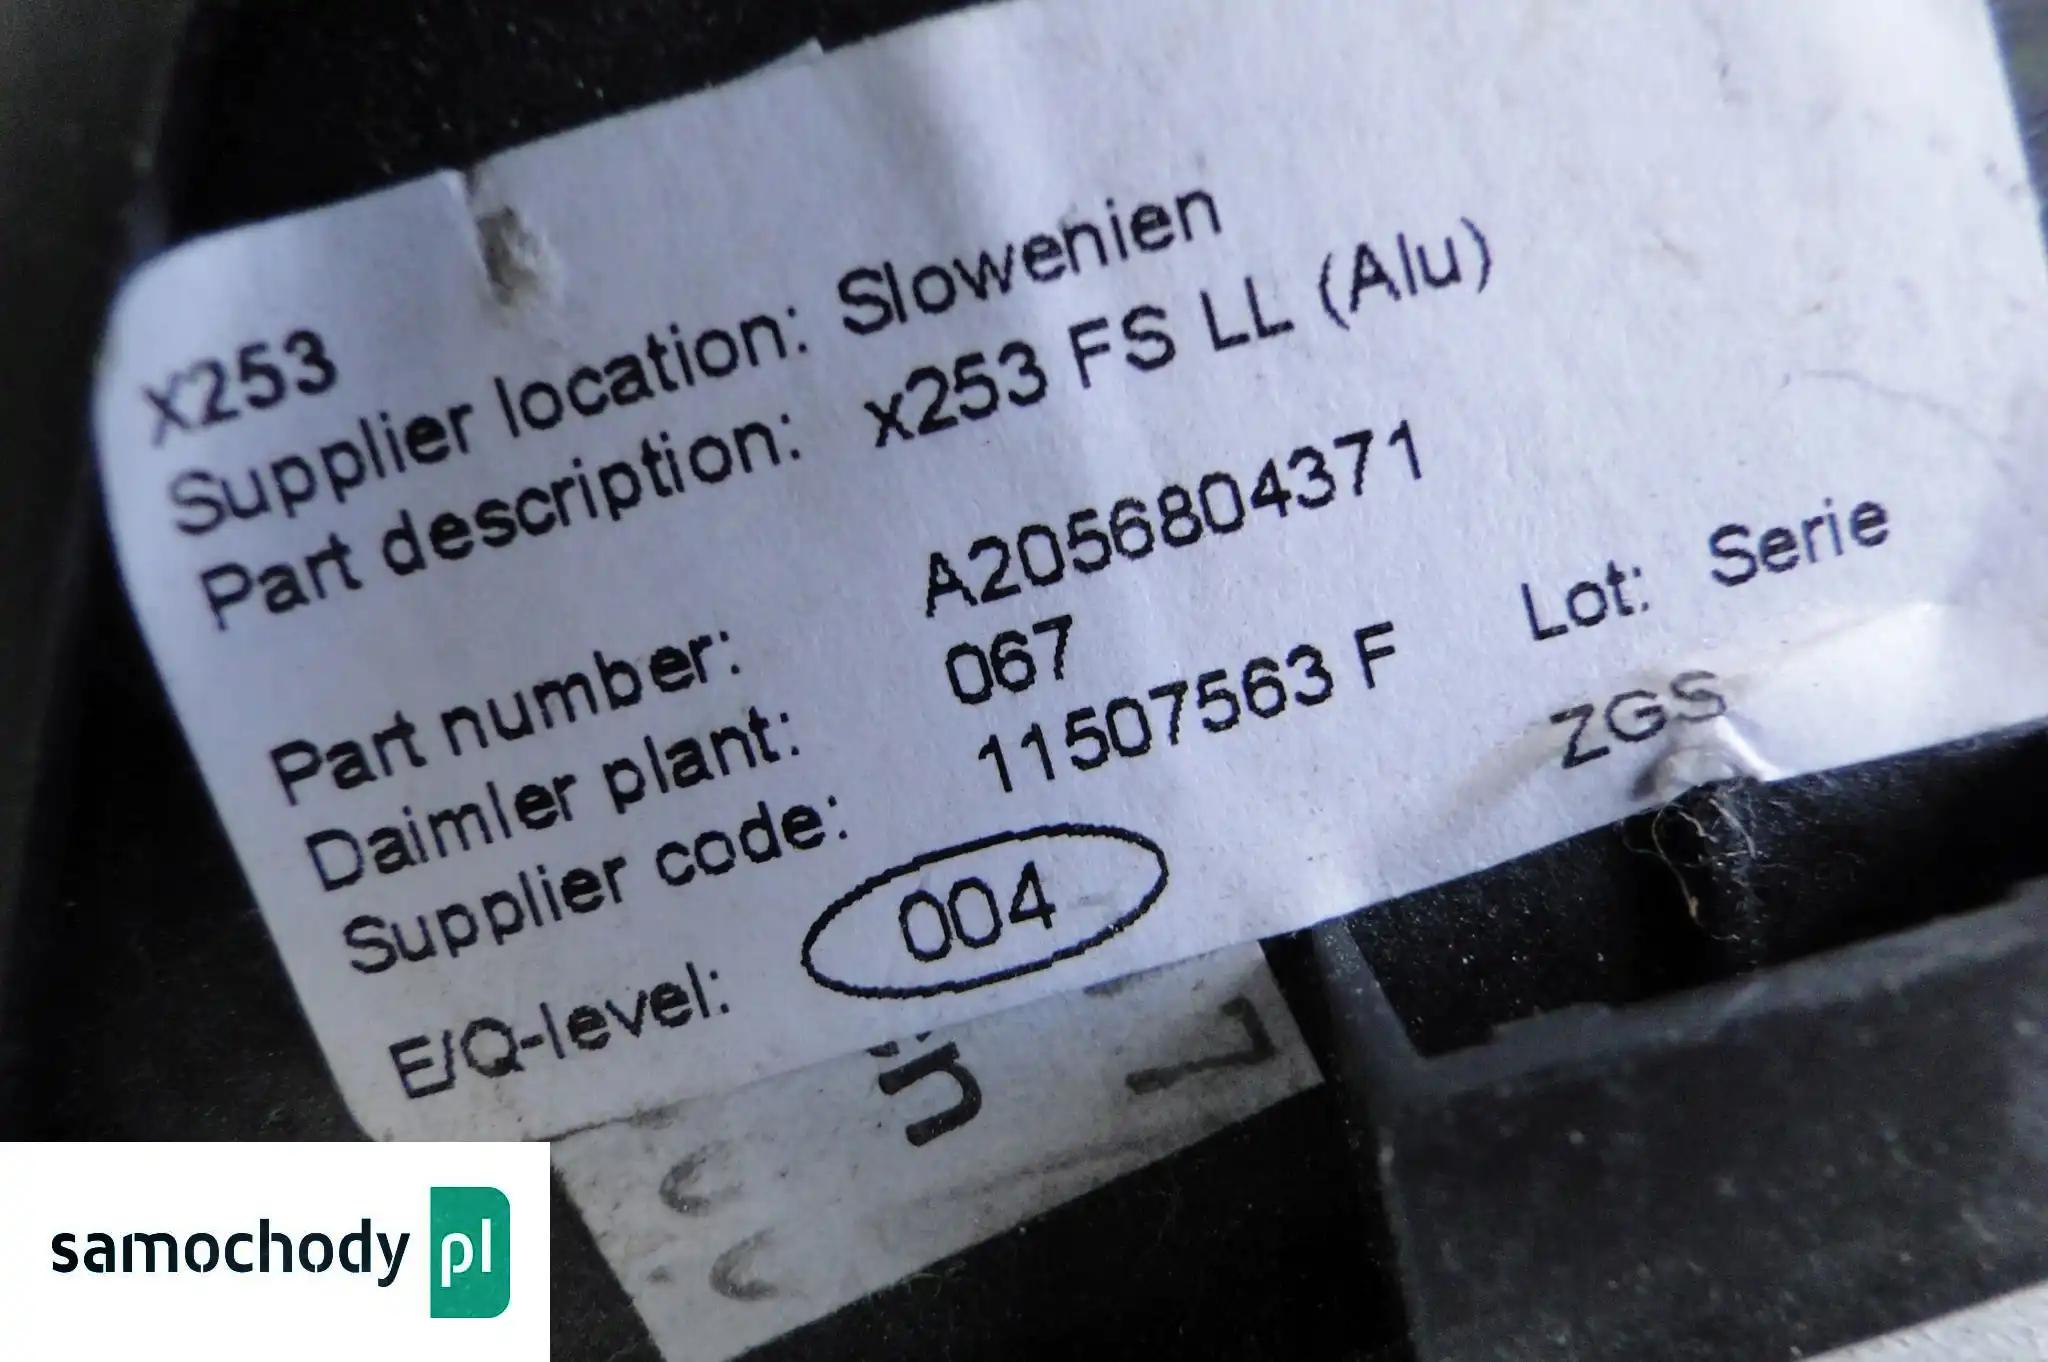 X253
Supplier location: Slowenien
Part description: x253 FS LL (Alu)
Part number: A2056804371
Daimler plant: 067
Supplier code: 11507563 F Lot: Serie
E/Q-level: 004 ZGS
samochody pl